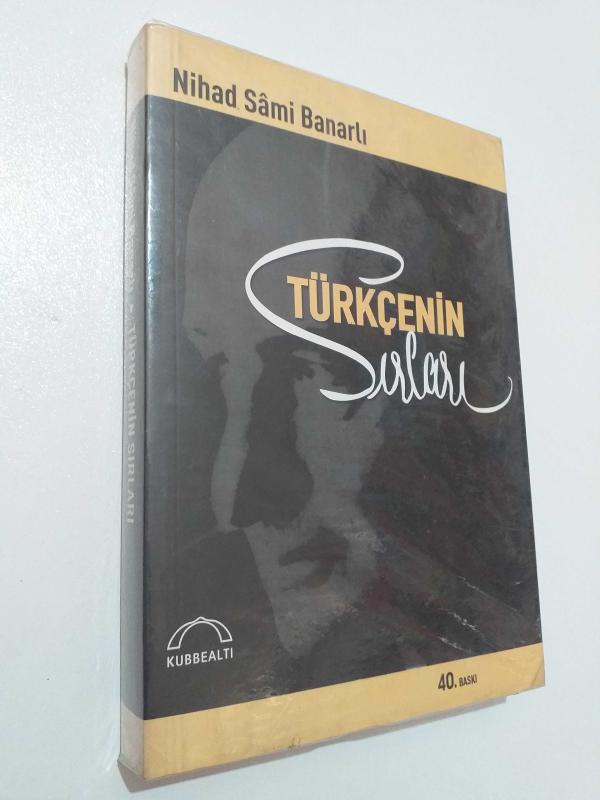 Nihad Sâmi Banarlı
TÜRKÇENİN
Sırları
KUBBEALTI
40. BASKI
TÜRKÇENİN SIRLARI